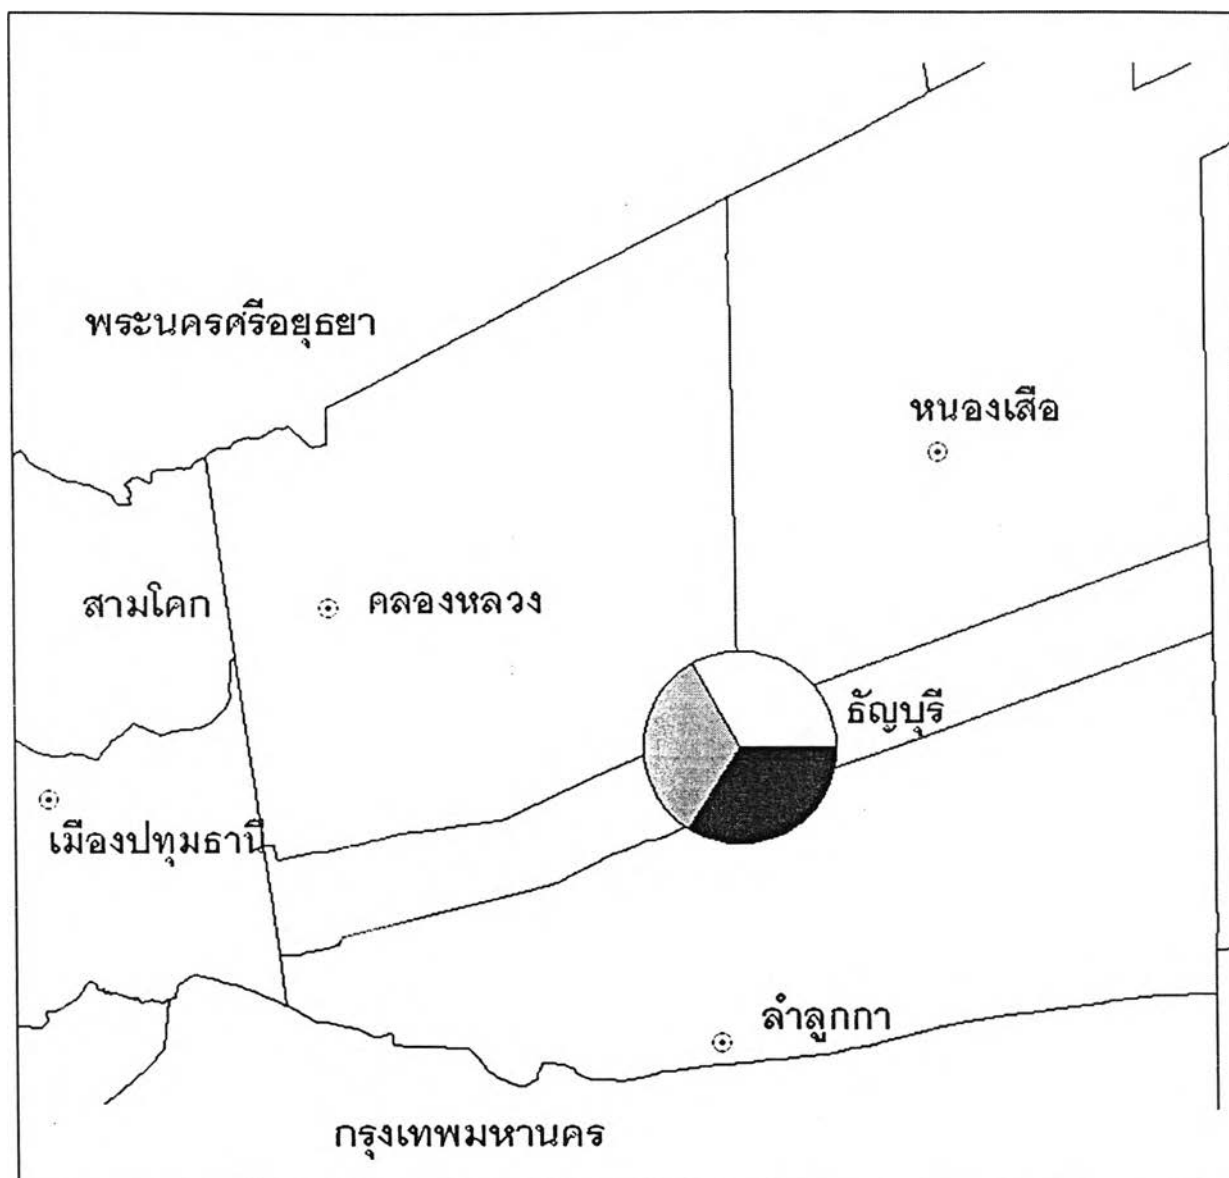 พระนครศรีอยุธยา
หนองเสือ
สามโคก
คลองหลวง
ธัญบุรี
เมืองปทุมธานี
ลำลูกกา
กรุงเทพมหานคร